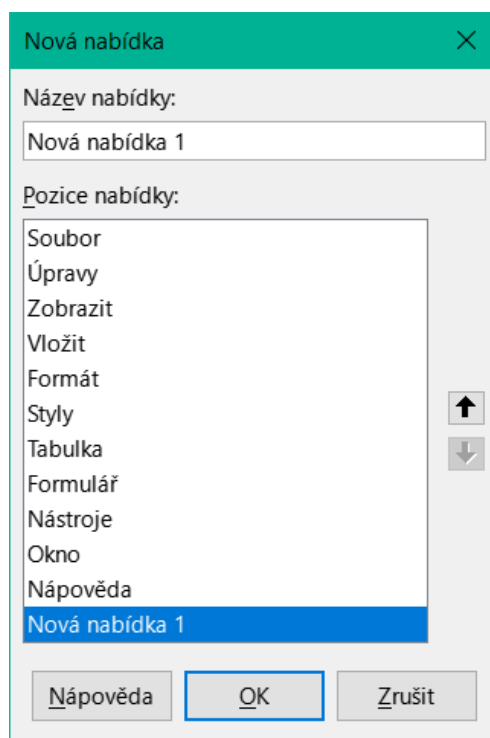 Nová nabídka
Název nabídky:
Nová nabídka 1
Pozice nabídky:
Soubor
Úpravy
Zobrazit
Vložit
Formát
Styly
Tabulka
Formulář
Nástroje
Okno
Nápověda
Nová nabídka 1
Nápověda OK Zrušit